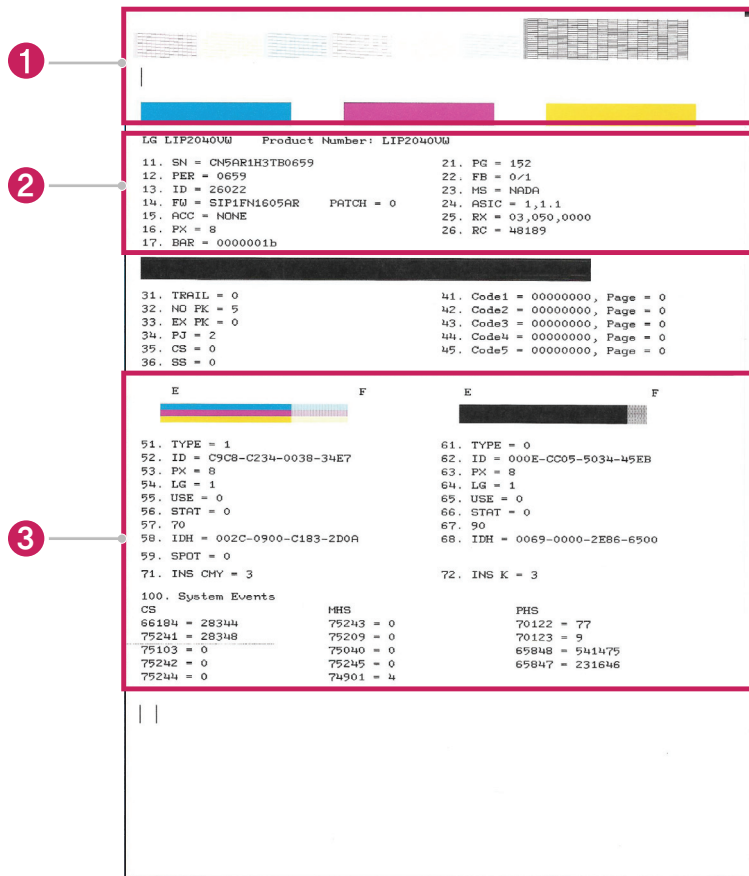 1
LG LIP2040VW Product Number: LIP2040VW
2
11. SN = CN5AR1H3TB0659 21. PG = 152
12. PER = 0659 22. FB = 0/1
13. ID = 26022 23. MS = NADA
14. FW = SIP1FN1605AR PATCH = 0 24. ASIC = 1,1.1
15. ACC = NONE 25. RX = 03,050,0000
16. PX = 8 26. RC = 48189
17. BAR = 0000001b
31. TRAIL = 0 41. Code1 = 00000000, Page = 0
32. NO PK = 5 42. Code2 = 00000000, Page = 0
33. EX PK = 0 43. Code3 = 00000000, Page = 0
34. PJ = 2 44. Code4 = 00000000, Page = 0
35. CS = 0 45. Code5 = 00000000, Page = 0
36. SS = 0
E F E F
51. TYPE = 1 61. TYPE = 0
52. ID = C9C8-C234-0038-34E7 62. ID = 000E-CC05-5034-45EB
53. PX = 8 63. PX = 8
54. LG = 1 64. LG = 1
55. USE = 0 65. USE = 0
56. STAT = 0 66. STAT = 0
57. 70 67. 90
3
58. IDH = 002C-0900-C183-2D0A 68. IDH = 0069-0000-2E86-6500
59. SPOT = 0
71. INS CMY = 3 72. INS K = 3
100. System Events
CS MHS PHS
66184 = 28344 75243 = 0 70122 = 77
75241 = 28348 75209 = 0 70123 = 9
75103 = 0 75040 = 0 65848 = 541475
75242 = 0 75245 = 0 65847 = 231646
75244 = 0 74901 = 4